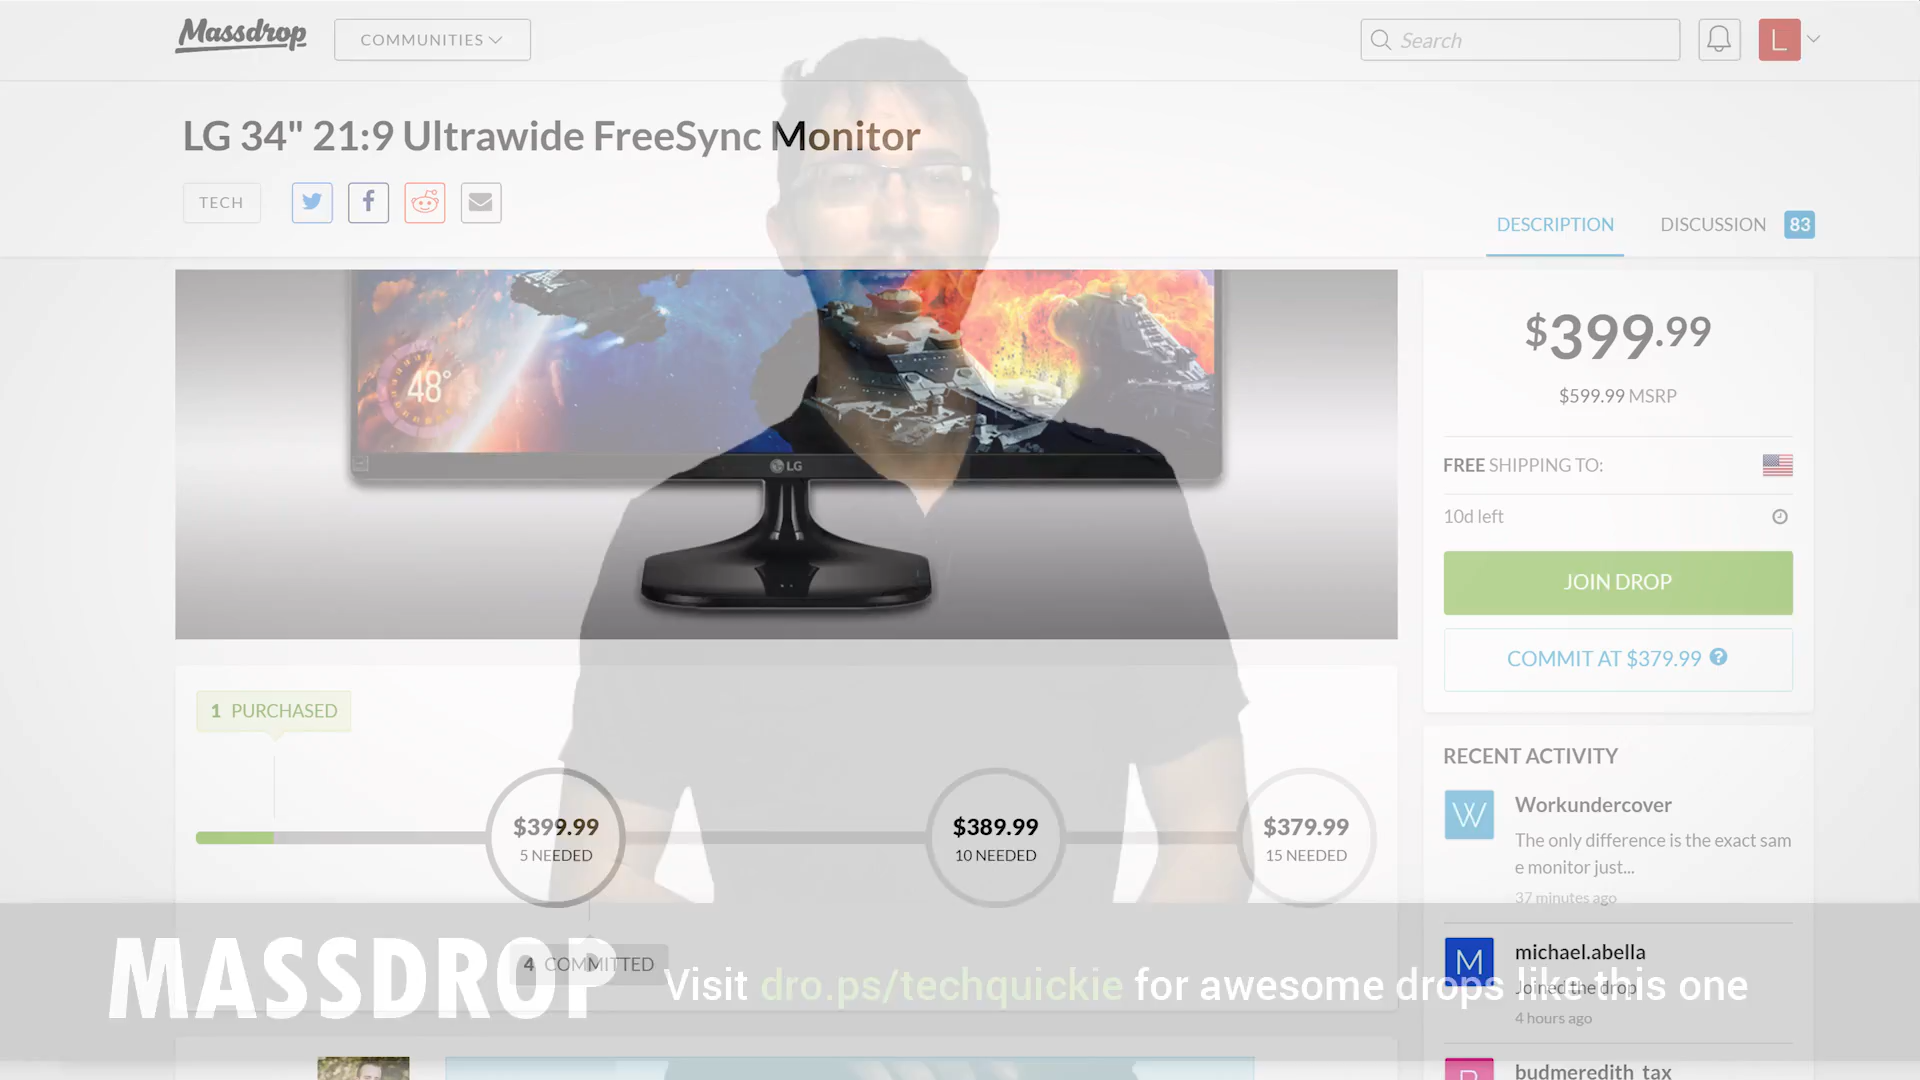 Massdrop
COMMUNITIES
Search
L
LG 34" 21:9 Ultrawide FreeSync Monitor
TECH
DESCRIPTION
DISCUSSION 83
48°
LG
$399.99
$599.99 MSRP
FREE SHIPPING TO:
10d left
JOIN DROP
COMMIT AT $379.99 ?
1 PURCHASED
$399.99
5 NEEDED
$389.99
10 NEEDED
$379.99
15 NEEDED
4 COMMITTED
RECENT ACTIVITY
W
Workundercover
The only difference is the exact sam
e monitor just...
37 minutes ago
M
michael.abella
Joined the drop
4 hours ago
budmeredith_tax
MASSDROP
Visit dro.ps/techquickie for awesome drops like this one